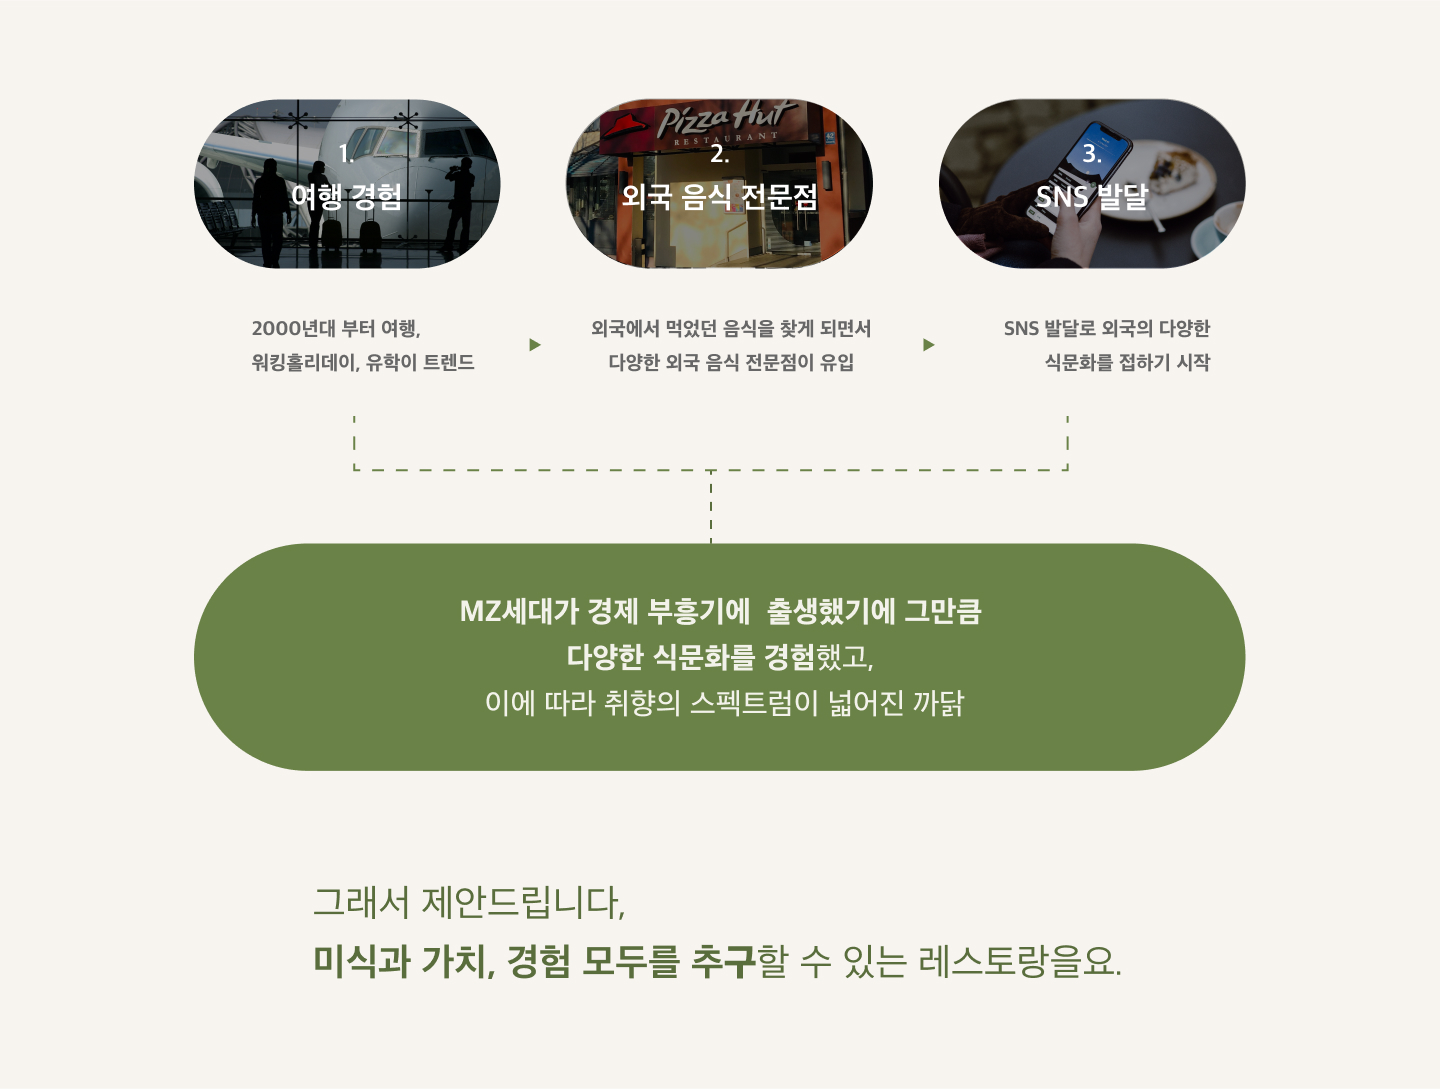 1.
여행 경험
Pizza Hut
RESTAURANT
2.
외국 음식 전문점
3.
SNS 발달
2000년대 부터 여행,
워킹홀리데이, 유학이 트렌드
외국에서 먹었던 음식을 찾게 되면서
다양한 외국 음식 전문점이 유입
SNS 발달로 외국의 다양한
식문화를 접하기 시작
MZ세대가 경제 부흥기에  출생했기에 그만큼
다양한 식문화를 경험했고,
이에 따라 취향의 스펙트럼이 넓어진 까닭
그래서 제안드립니다,
미식과 가치, 경험 모두를 추구할 수 있는 레스토랑을요.